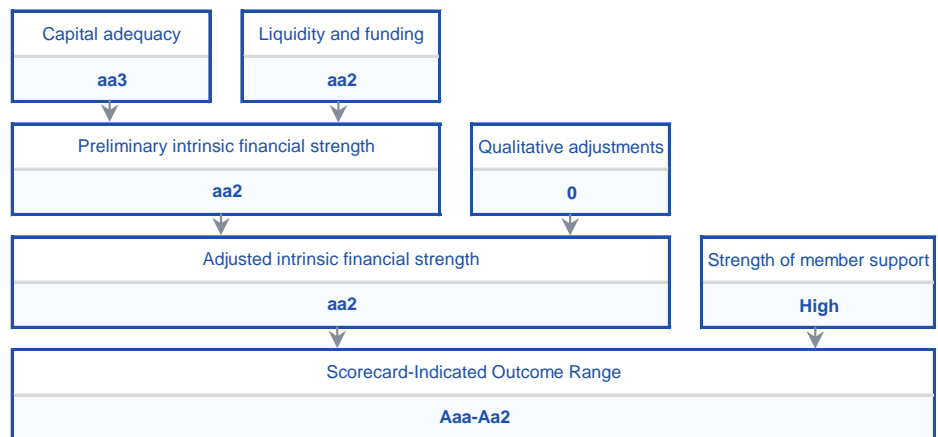 Capital adequacy
aa3
Liquidity and funding
aa2
Preliminary intrinsic financial strength
aa2
Qualitative adjustments
0
Adjusted intrinsic financial strength
aa2
Strength of member support
High
Scorecard-Indicated Outcome Range
Aaa-Aa2